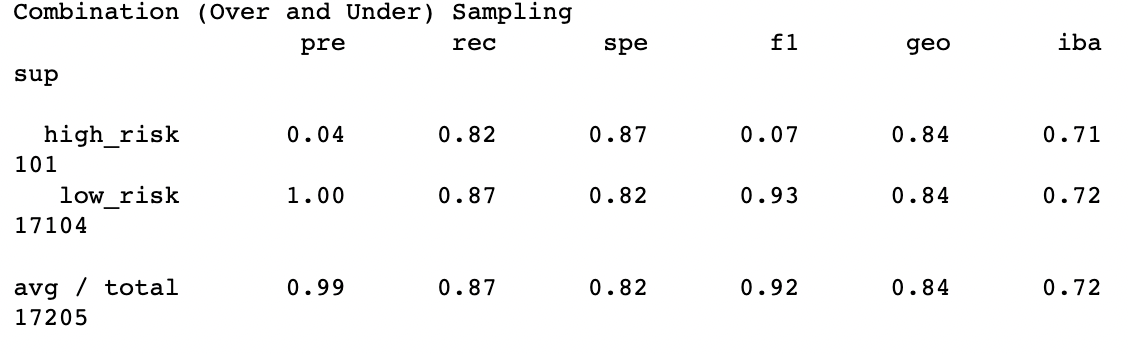 Combination (Over and Under) Sampling
pre rec spe f1 geo iba
sup
high_risk 0.04 0.82 0.87 0.07 0.84 0.71
101
low_risk 1.00 0.87 0.82 0.93 0.84 0.72
17104
avg / total 0.99 0.87 0.82 0.92 0.84 0.72
17205